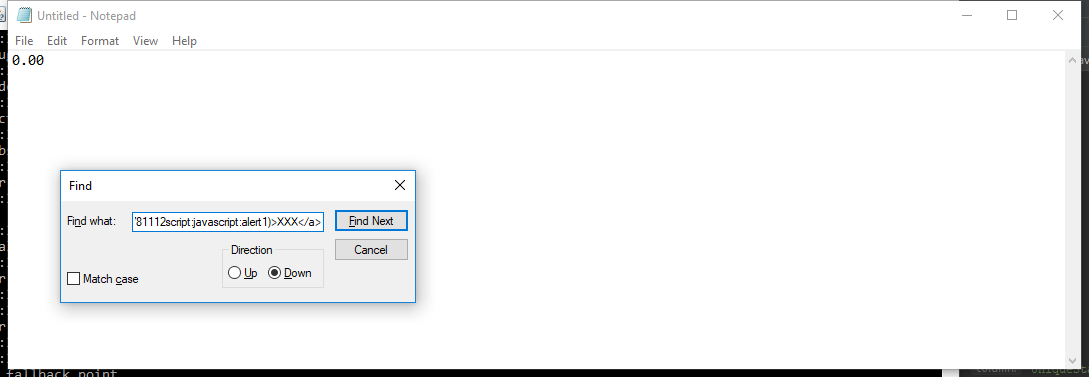 Untitled - Notepad
File Edit Format View Help
0.00
Find
Find what: '81112script:javascript:alert1)>XXX</a> Find Next
Cancel
Direction
Up Down
Match case
fallback point
column: